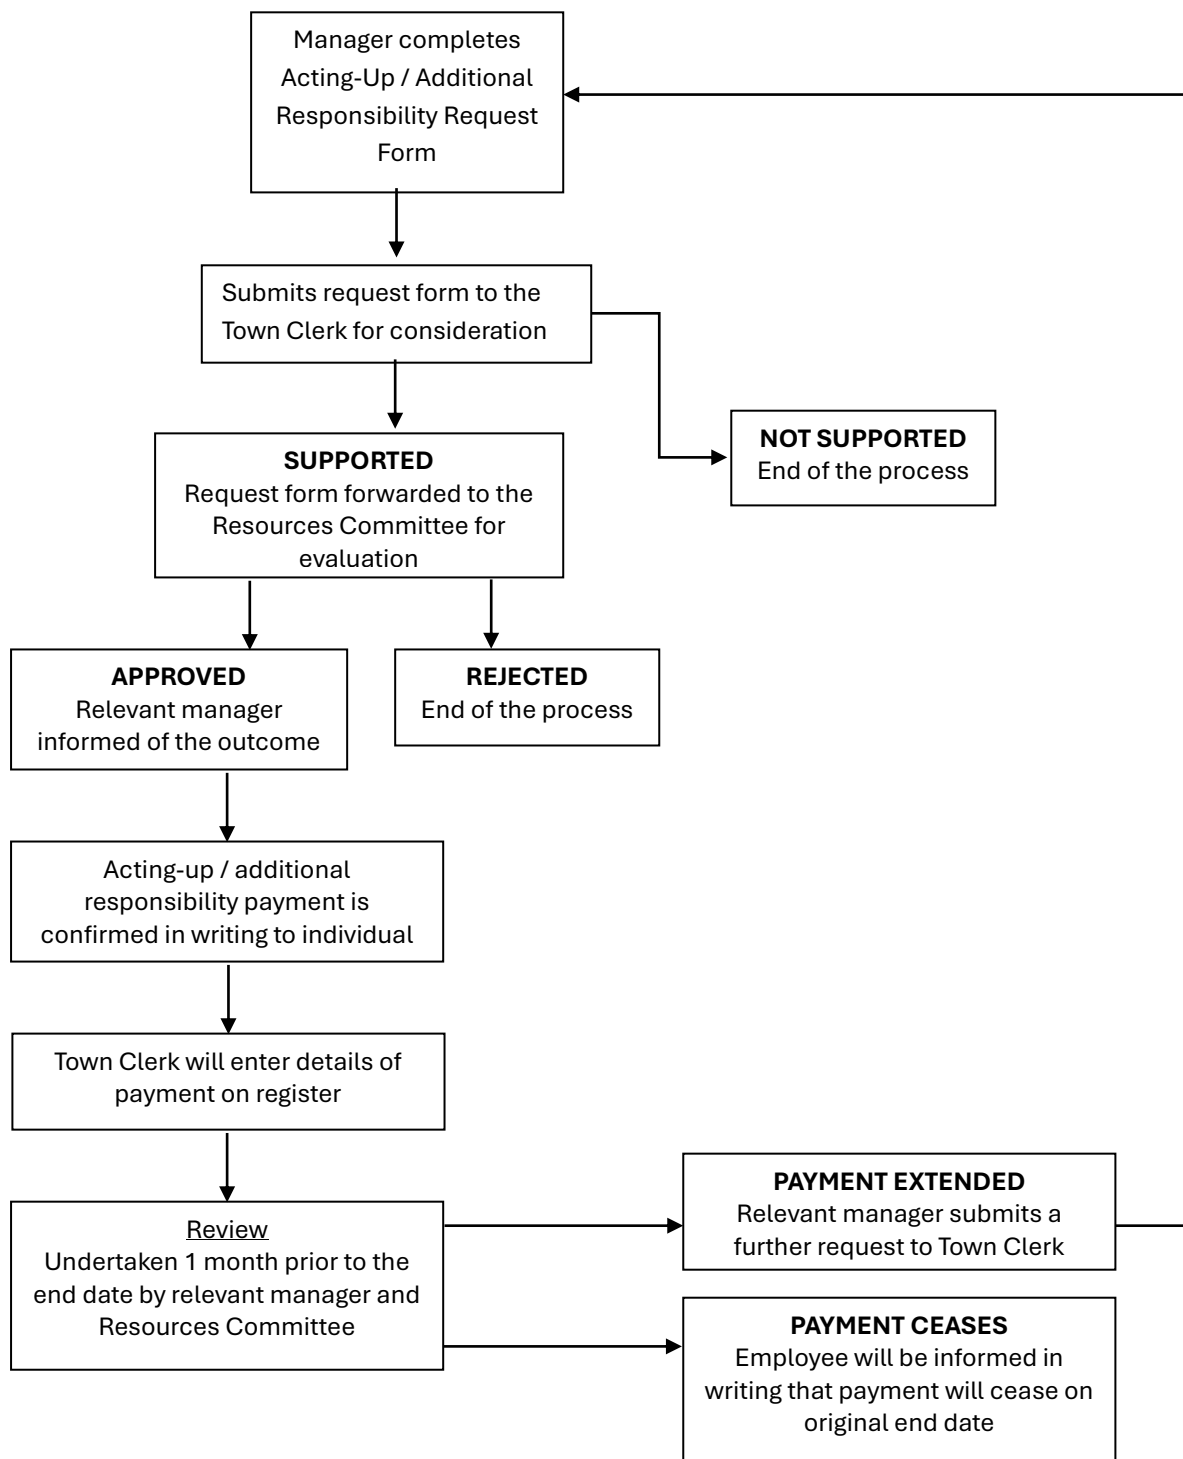 Manager completes
Acting-Up / Additional
Responsibility Request
Form
Submits request form to the
Town Clerk for consideration
NOT SUPPORTED
End of the process
SUPPORTED
Request form forwarded to the
Resources Committee for
evaluation
APPROVED
Relevant manager
informed of the outcome
REJECTED
End of the process
Acting-up / additional
responsibility payment is
confirmed in writing to individual
Town Clerk will enter details of
payment on register
Review
Undertaken 1 month prior to the
end date by relevant manager and
Resources Committee
PAYMENT EXTENDED
Relevant manager submits a
further request to Town Clerk
PAYMENT CEASES
Employee will be informed in
writing that payment will cease on
original end date